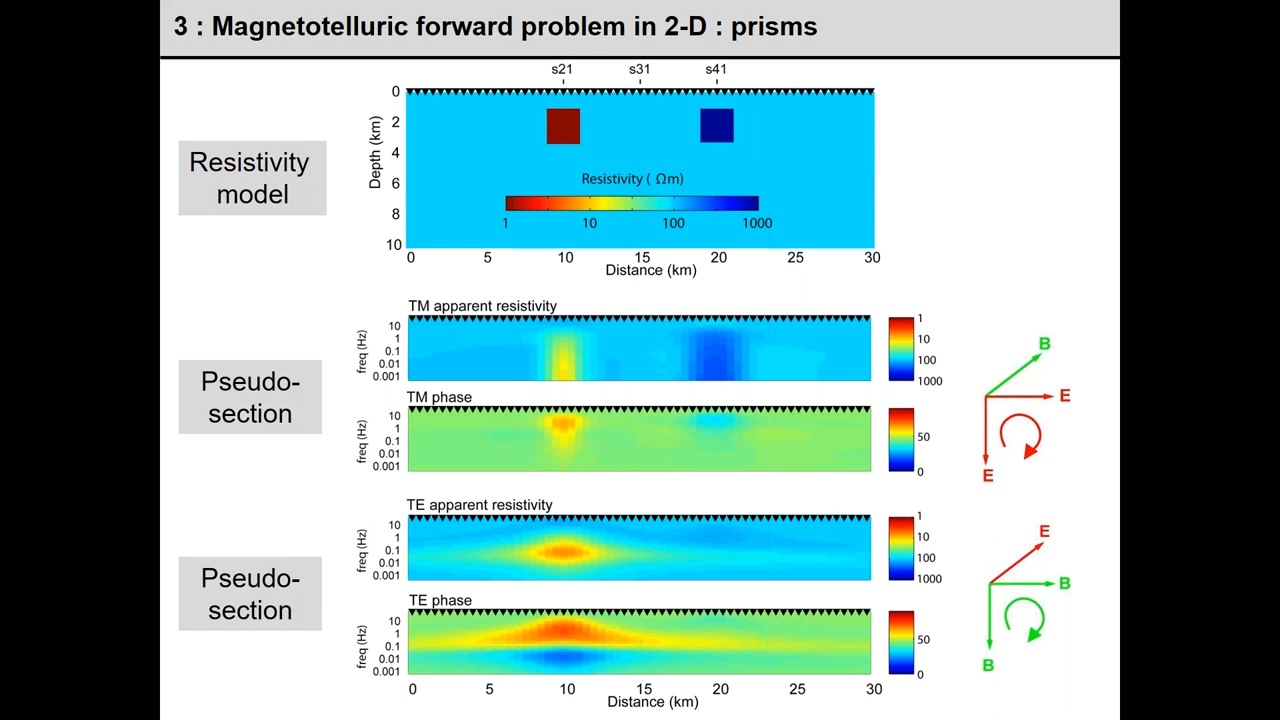 3 : Magnetotelluric forward problem in 2-D : prisms
s21 s31 s41
Resistivity
model
Depth (km)
0
2
4
6
8
10
Resistivity ( Ωm)
1 10 100 1000
0 5 10 15 20 25 30
Distance (km)
TM apparent resistivity
freq (Hz)
10
1
0.1
0.01
0.001
1
10
100
1000
Pseudo-
section
TM phase
freq (Hz)
10
1
0.1
0.01
0.001
50
0
B
E
E
TE apparent resistivity
freq (Hz)
10
1
0.1
0.01
0.001
1
10
100
1000
Pseudo-
section
TE phase
freq (Hz)
10
1
0.1
0.01
0.001
50
0
E
B
B
0 5 10 15 20 25 30
Distance (km)